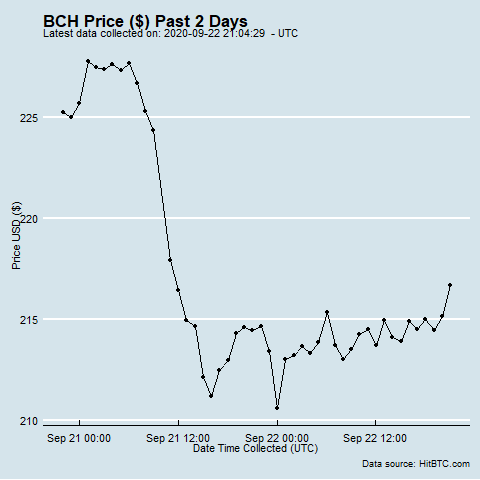 BCH Price ($) Past 2 Days
Latest data collected on: 2020-09-22 21:04:29 - UTC
225
220
215
210
Price USD ($)
Sep 21 00:00 Sep 21 12:00 Sep 22 00:00 Sep 22 12:00
Date Time Collected (UTC)
Data source: HitBTC.com